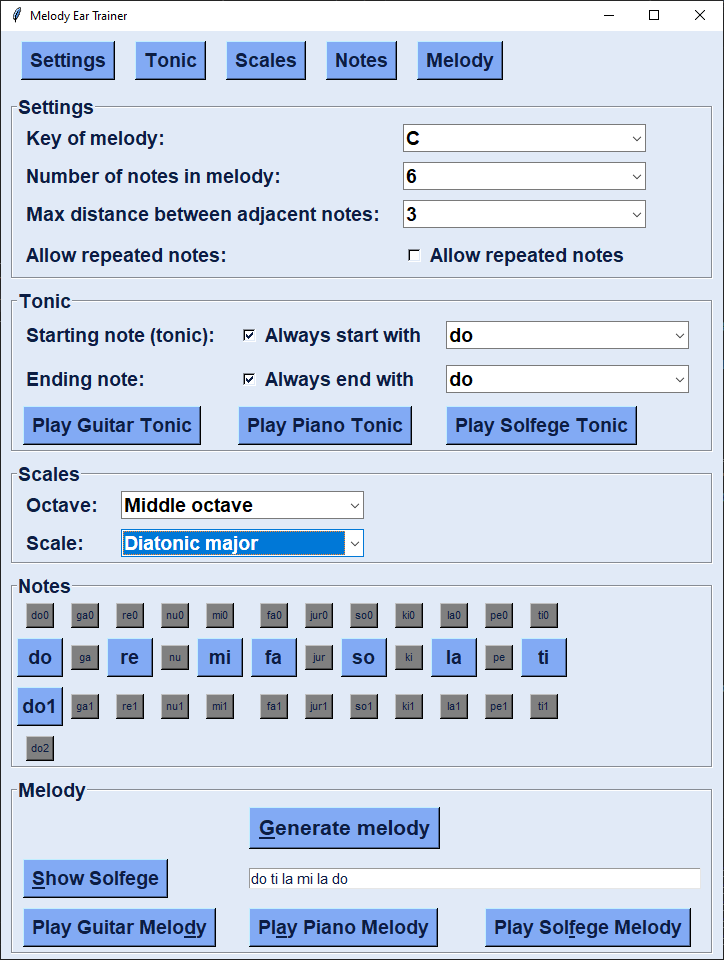 Melody Ear Trainer
Settings Tonic Scales Notes Melody
Settings
Key of melody: C
Number of notes in melody: 6
Max distance between adjacent notes: 3
Allow repeated notes: Allow repeated notes
Tonic
Starting note (tonic): Always start with do
Ending note: Always end with do
Play Guitar Tonic Play Piano Tonic Play Solfege Tonic
Scales
Octave: Middle octave
Scale: Diatonic major
Notes
do0 ga0 re0 nu0 mi0 fa0 jur0 so0 ki0 la0 pe0 ti0
do ga re nu mi fa jur so ki la pe ti
do1 ga1 re1 nu1 mi1 fa1 jur1 so1 ki1 la1 pe1 ti1
do2
Melody
Generate melody
Show Solfege do ti la mi la do
Play Guitar Melody Play Piano Melody Play Solfege Melody